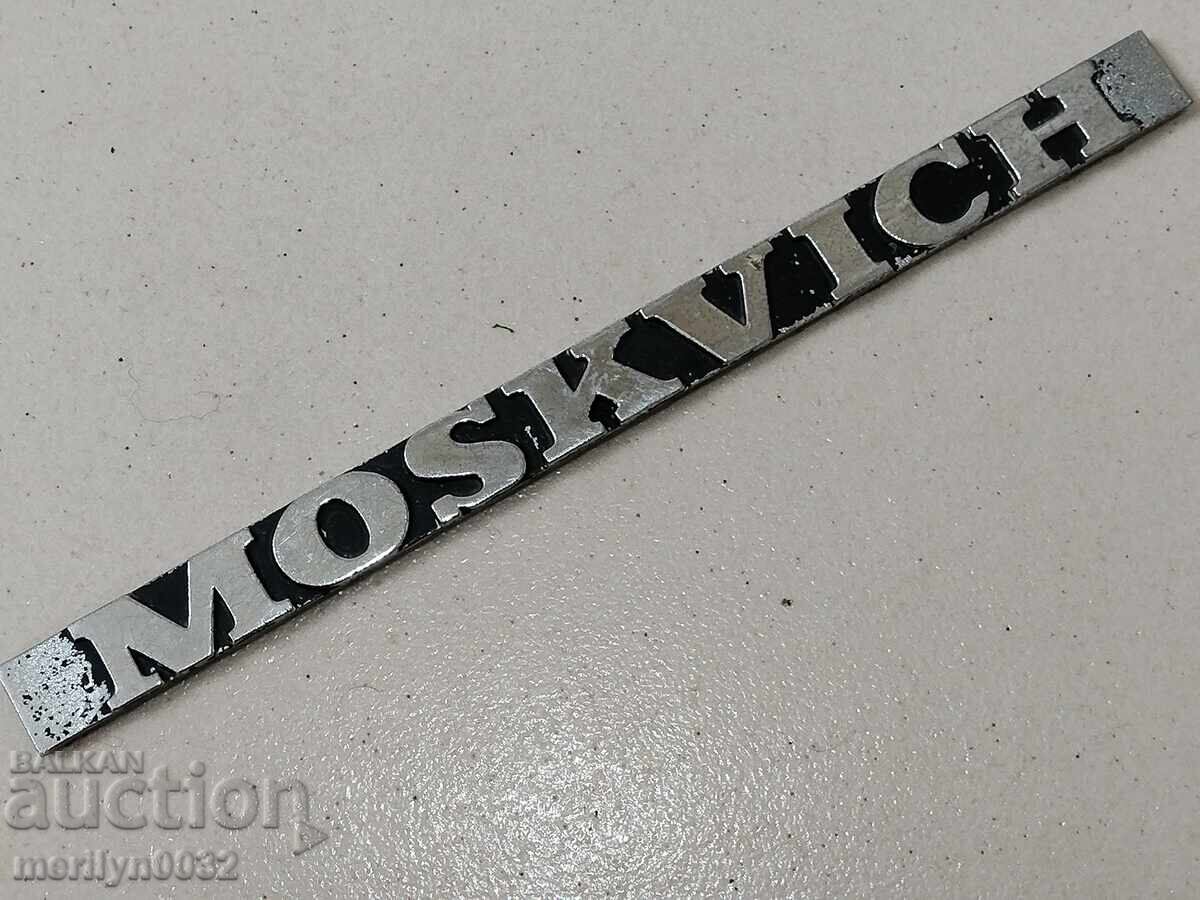 MOSKVICH
BALKAN
auction
merilyn0032